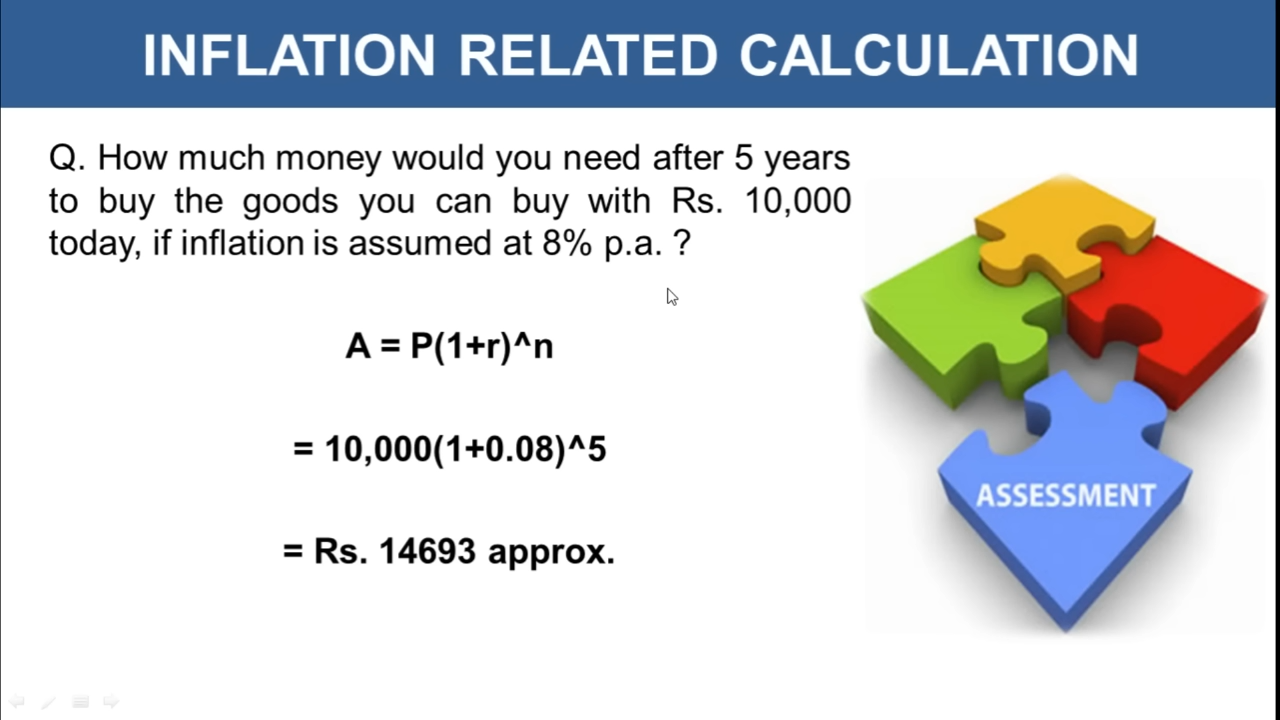 INFLATION RELATED CALCULATION
Q. How much money would you need after 5 years
to buy the goods you can buy with Rs. 10,000
today, if inflation is assumed at 8% p.a. ?
A = P(1+r)^n
= 10,000(1+0.08)^5
= Rs. 14693 approx.
ASSESSMENT